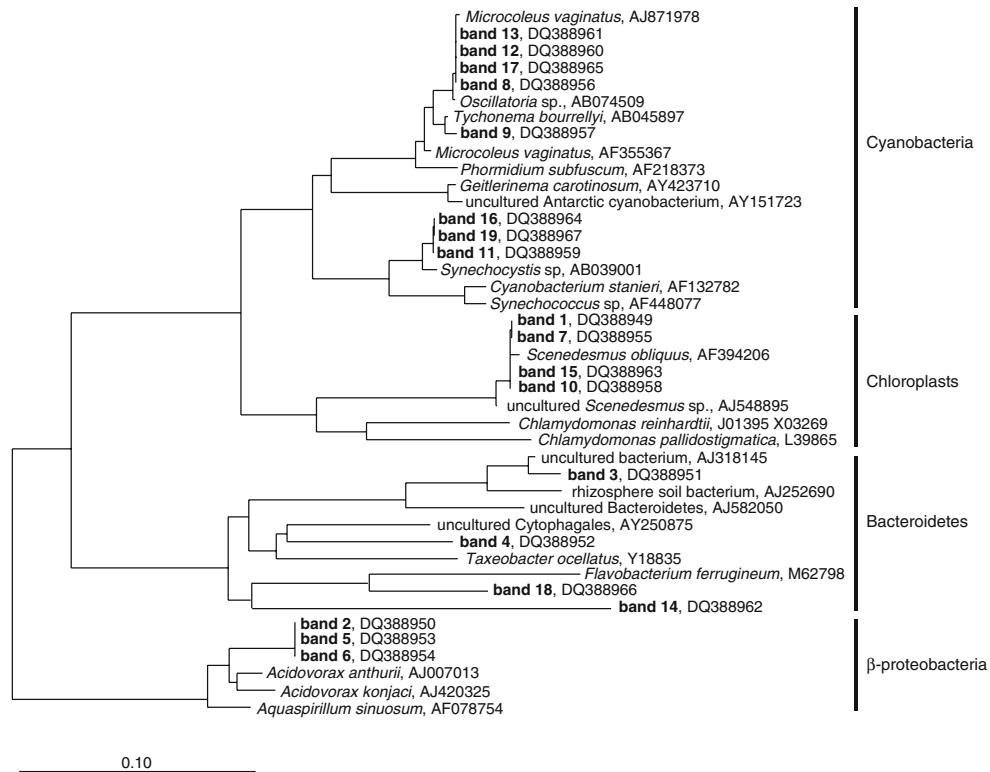 Microcoleus vaginatus, AJ871978
band 13, DQ388961
band 12, DQ388960
band 17, DQ388965
band 8, DQ388956
Oscillatoria sp., AB074509
Tychonema bourrellyi, AB045897
band 9, DQ388957
Microcoleus vaginatus, AF355367
Phormidium subfuscum, AF218373
Geitlerinema carotinosum, AY423710
uncultured Antarctic cyanobacterium, AY151723
band 16, DQ388964
band 19, DQ388967
band 11, DQ388959
Synechocystis sp, AB039001
Cyanobacterium stanieri, AF132782
Synechococcus sp, AF448077
Cyanobacteria
band 1, DQ388949
band 7, DQ388955
Scenedesmus obliquus, AF394206
band 15, DQ388963
band 10, DQ388958
uncultured Scenedesmus sp., AJ548895
Chlamydomonas reinhardtii, J01395 X03269
Chlamydomonas pallidostigmatica, L39865
Chloroplasts
uncultured bacterium, AJ318145
band 3, DQ388951
rhizosphere soil bacterium, AJ252690
uncultured Bacteroidetes, AJ582050
uncultured Cytophagales, AY250875
band 4, DQ388952
Taxeobacter ocellatus, Y18835
Flavobacterium ferrugineum, M62798
band 18, DQ388966
band 14, DQ388962
Bacteroidetes
band 2, DQ388950
band 5, DQ388953
band 6, DQ388954
Acidovorax anthurii, AJ007013
Acidovorax konjaci, AJ420325
Aquaspirillum sinuosum, AF078754
β-proteobacteria
0.10